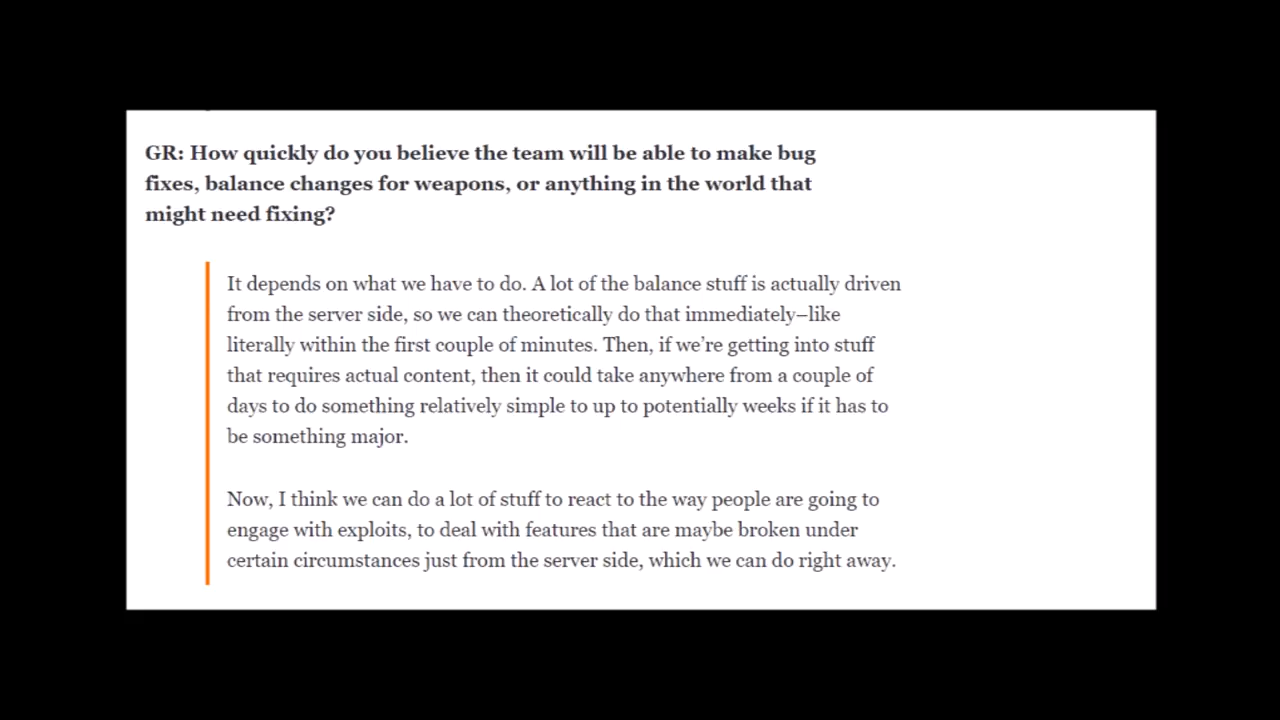 GR: How quickly do you believe the team will be able to make bug
fixes, balance changes for weapons, or anything in the world that
might need fixing?
It depends on what we have to do. A lot of the balance stuff is actually driven
from the server side, so we can theoretically do that immediately–like
literally within the first couple of minutes. Then, if we’re getting into stuff
that requires actual content, then it could take anywhere from a couple of
days to do something relatively simple to up to potentially weeks if it has to
be something major.
Now, I think we can do a lot of stuff to react to the way people are going to
engage with exploits, to deal with features that are maybe broken under
certain circumstances just from the server side, which we can do right away.